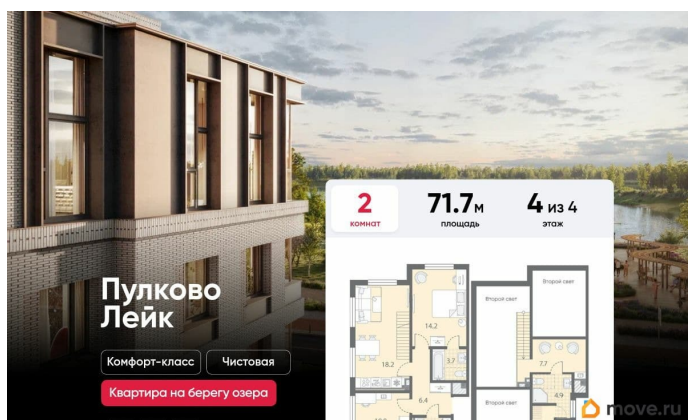 2
комнат
71.7 м
площадь
4 из 4
этаж
Пулково
Лейк
Комфорт-класс
Чистовая
Квартира на берегу озера
Второй свет
Второй свет
14.2
18.2
3.7
7.7
4.9
6.4
Второй свет
move.ru